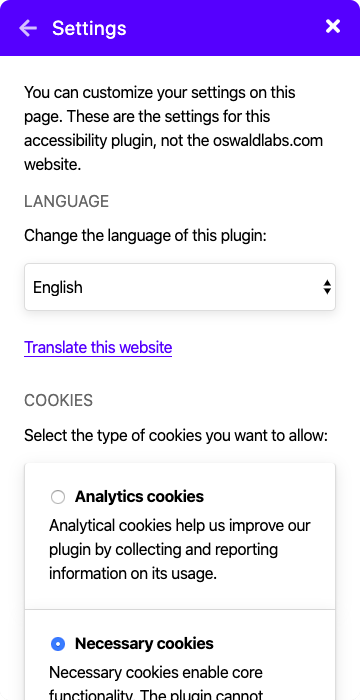 Settings
You can customize your settings on this
page. These are the settings for this
accessibility plugin, not the oswaldlabs.com
website.
LANGUAGE
Change the language of this plugin:
English
Translate this website
COOKIES
Select the type of cookies you want to allow:
Analytics cookies
Analytical cookies help us improve our
plugin by collecting and reporting
information on its usage.
Necessary cookies
Necessary cookies enable core
functionality. The plugin cannot